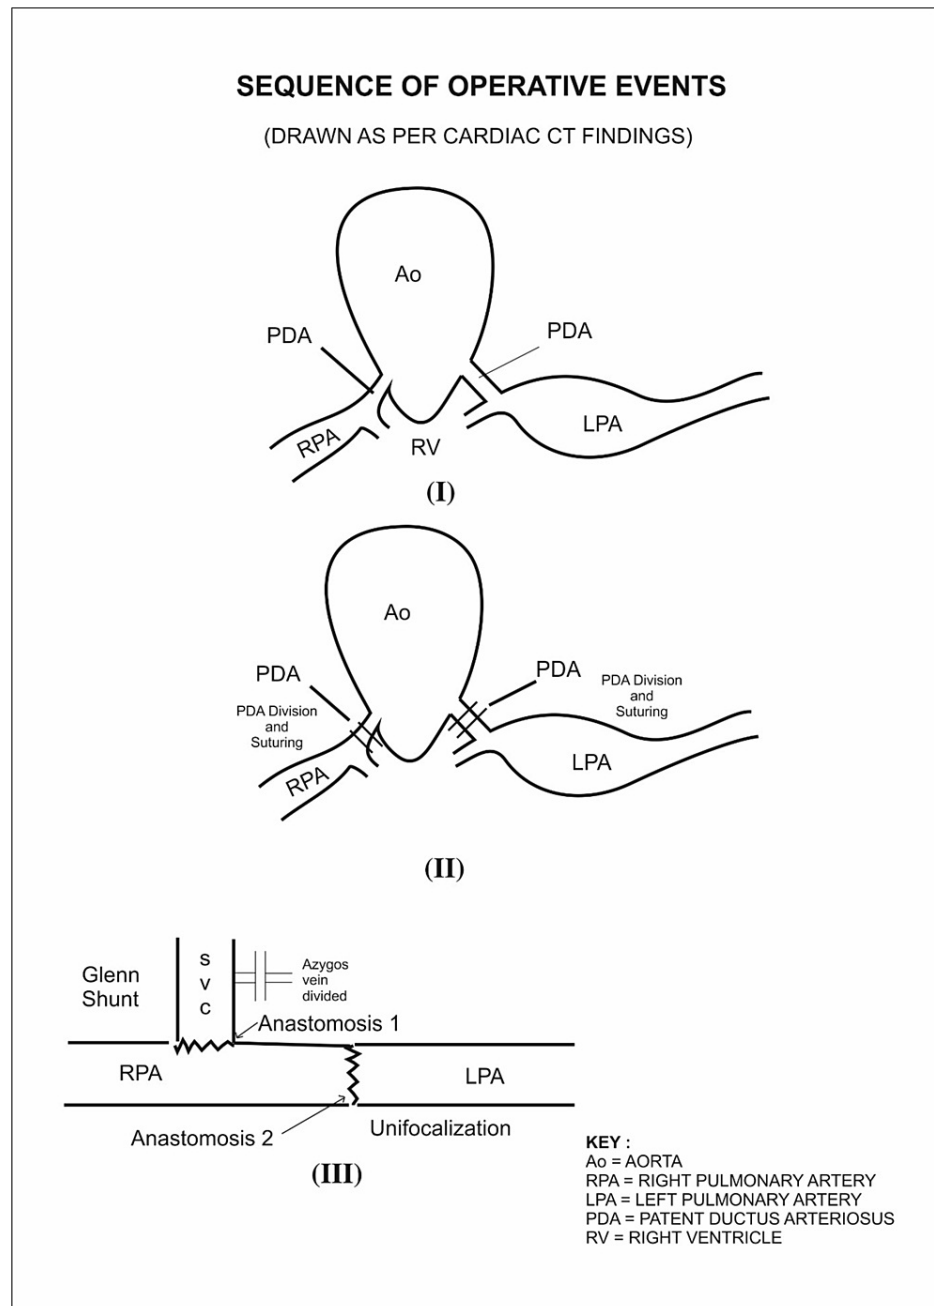 SEQUENCE OF OPERATIVE EVENTS
(DRAWN AS PER CARDIAC CT FINDINGS)
Ao
PDA
PDA
RPA
RV
LPA
(I)
Ao
PDA
PDA
PDA Division
and
Suturing
PDA Division
and
Suturing
RPA
LPA
(II)
Glenn
Shunt
s
v
c
Azygos
vein
divided
Anastomosis 1
RPA
LPA
Anastomosis 2
Unifocalization
(III)
KEY :
Ao = AORTA
RPA = RIGHT PULMONARY ARTERY
LPA = LEFT PULMONARY ARTERY
PDA = PATENT DUCTUS ARTERIOSUS
RV = RIGHT VENTRICLE